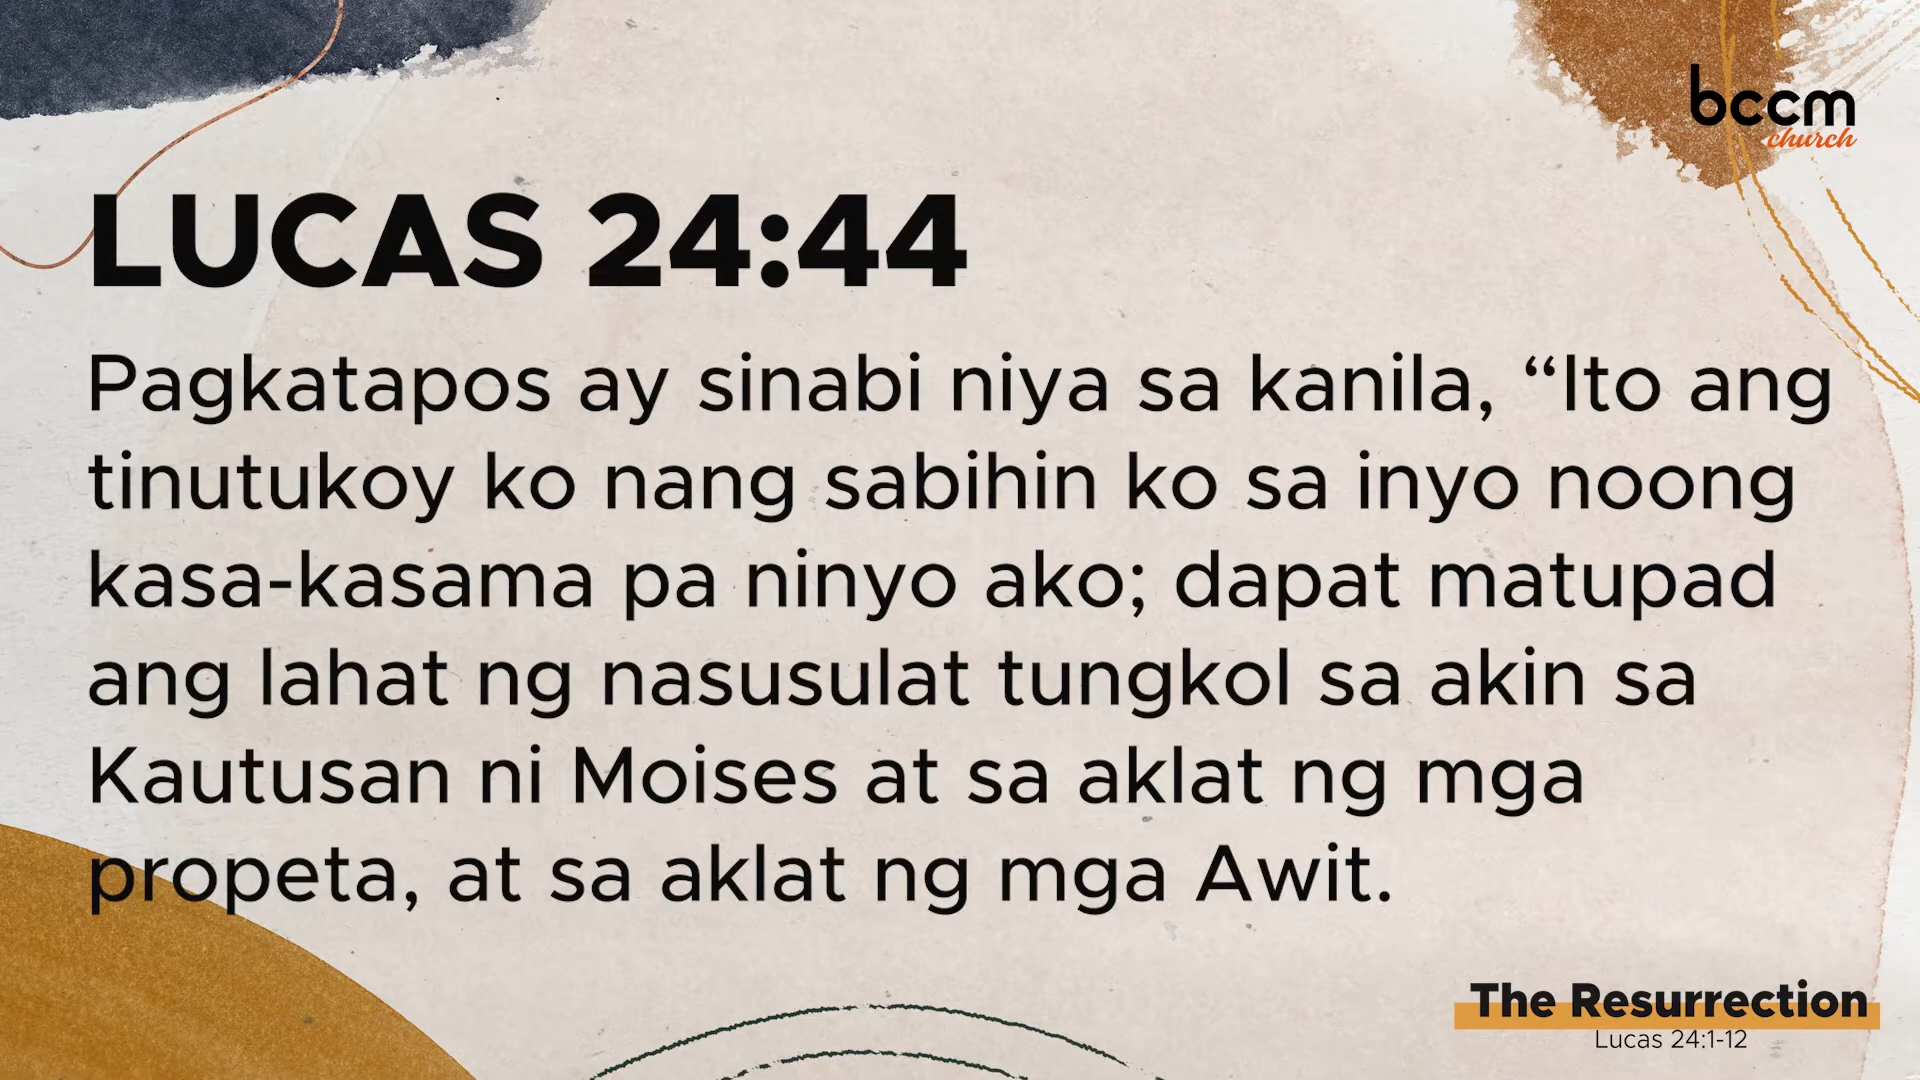 bccm
church
LUCAS 24:44
Pagkatapos ay sinabi niya sa kanila, “Ito ang
tinutukoy ko nang sabihin ko sa inyo noong
kasa-kasama pa ninyo ako; dapat matupad
ang lahat ng nasusulat tungkol sa akin sa
Kautusan ni Moises at sa aklat ng mga
propeta, at sa aklat ng mga Awit.
The Resurrection
Lucas 24:1-12